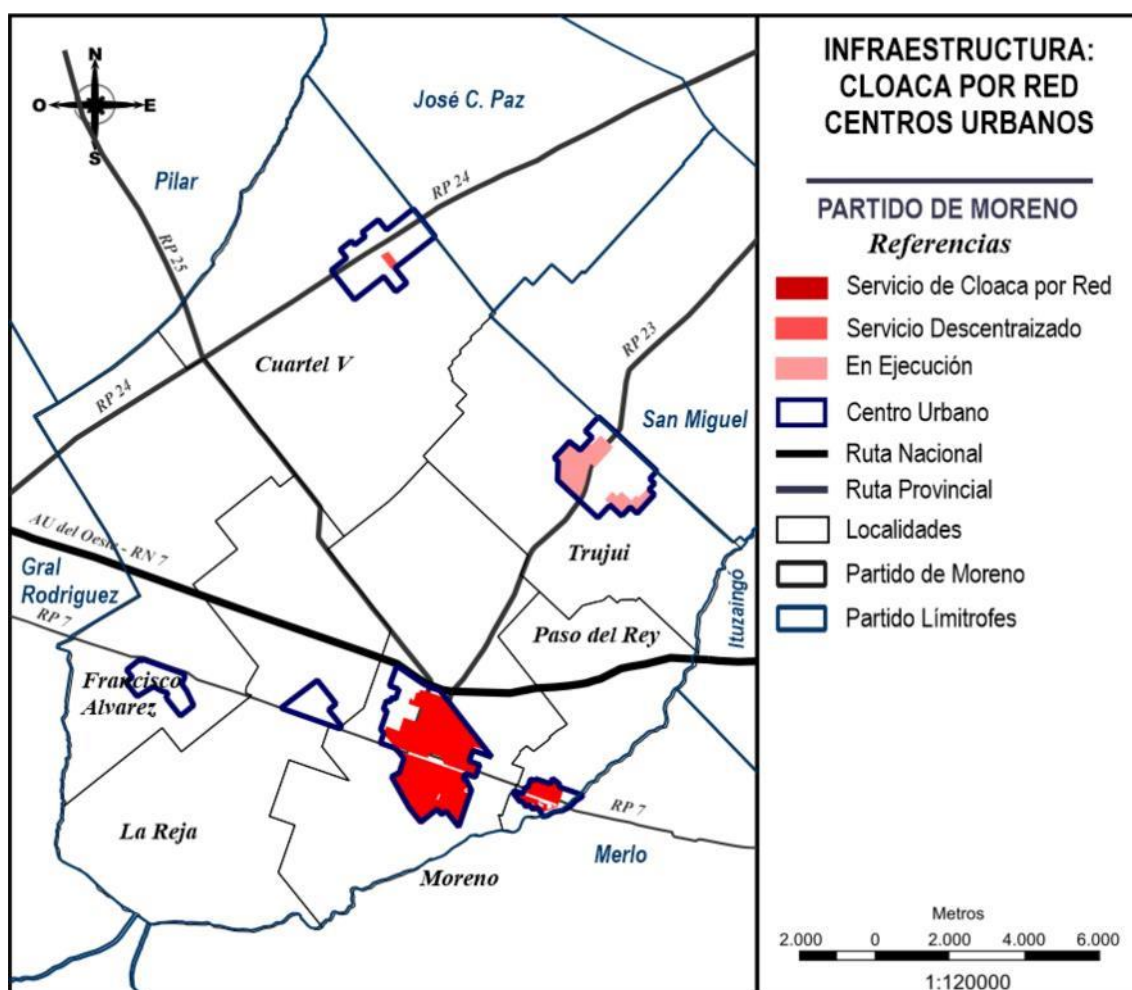 INFRAESTRUCTURA:
CLOACA POR RED
CENTROS URBANOS
PARTIDO DE MORENO
Referencias
Servicio de Cloaca por Red
Servicio Descentraizado
En Ejecución
Centro Urbano
Ruta Nacional
Ruta Provincial
Localidades
Partido de Moreno
Partido Límitrofes
Metros
2.000 0 2.000 4.000 6.000
1:120000
N
O E
S
José C. Paz
Pilar
RP 24
RP 25
RP 23
Cuartel V
RP 24
San Miguel
AU del Oeste - RN 7
Trujui
Gral
Rodriguez
Ituzaingó
RP 7
Paso del Rey
Francisco
Alvarez
RP 7
La Reja
Merlo
Moreno